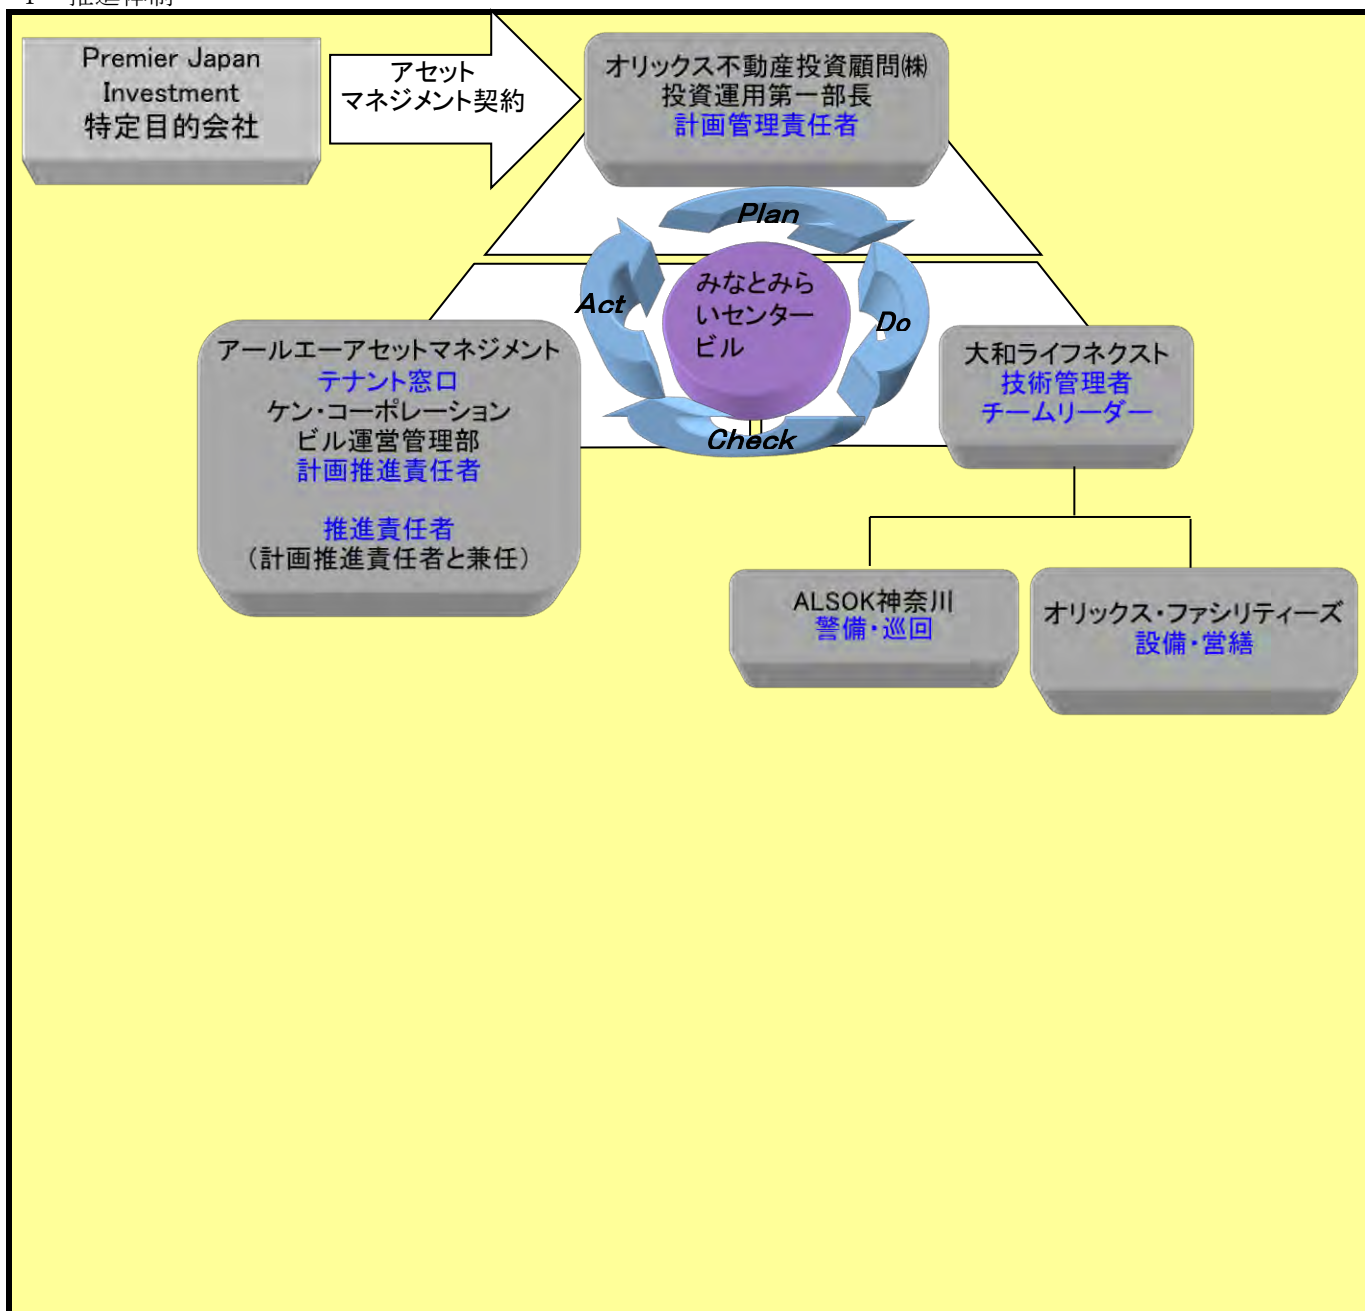 Premier Japan
Investment
特定目的会社
アセット
マネジメント契約
オリックス不動産投資顧問㈱
投資運用第一部長
計画管理責任者
Plan
Act
みなとみら
いセンター
ビル
Do
Check
アールエーアセットマネジメント
テナント窓口
ケン・コーポレーション
ビル運営管理部
計画推進責任者
推進責任者
（計画推進責任者と兼任）
大和ライフネクスト
技術管理者
チームリーダー
ALSOK神奈川
警備・巡回
オリックス・ファシリティーズ
設備・営繕